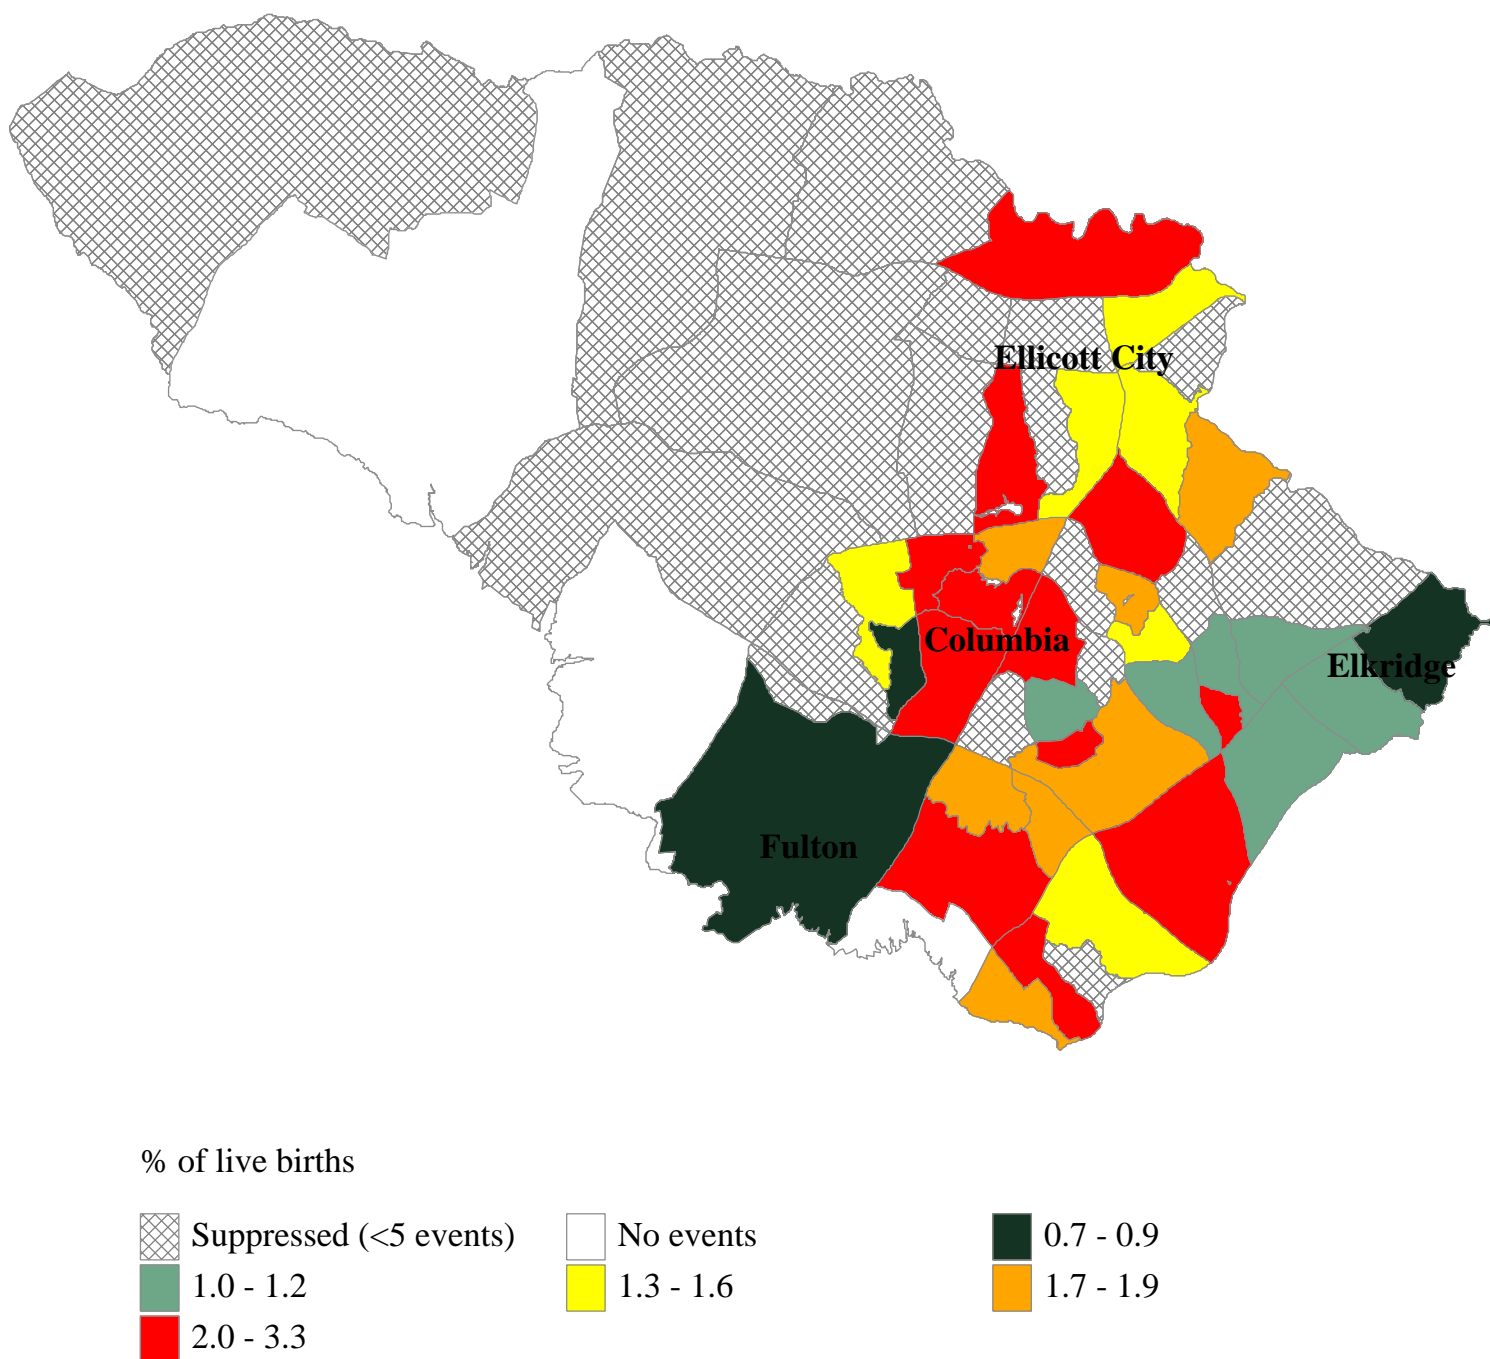 Ellicott City
Columbia
Elkridge
Fulton
% of live births
Suppressed (<5 events)
No events
0.7 - 0.9
1.0 - 1.2
1.3 - 1.6
1.7 - 1.9
2.0 - 3.3